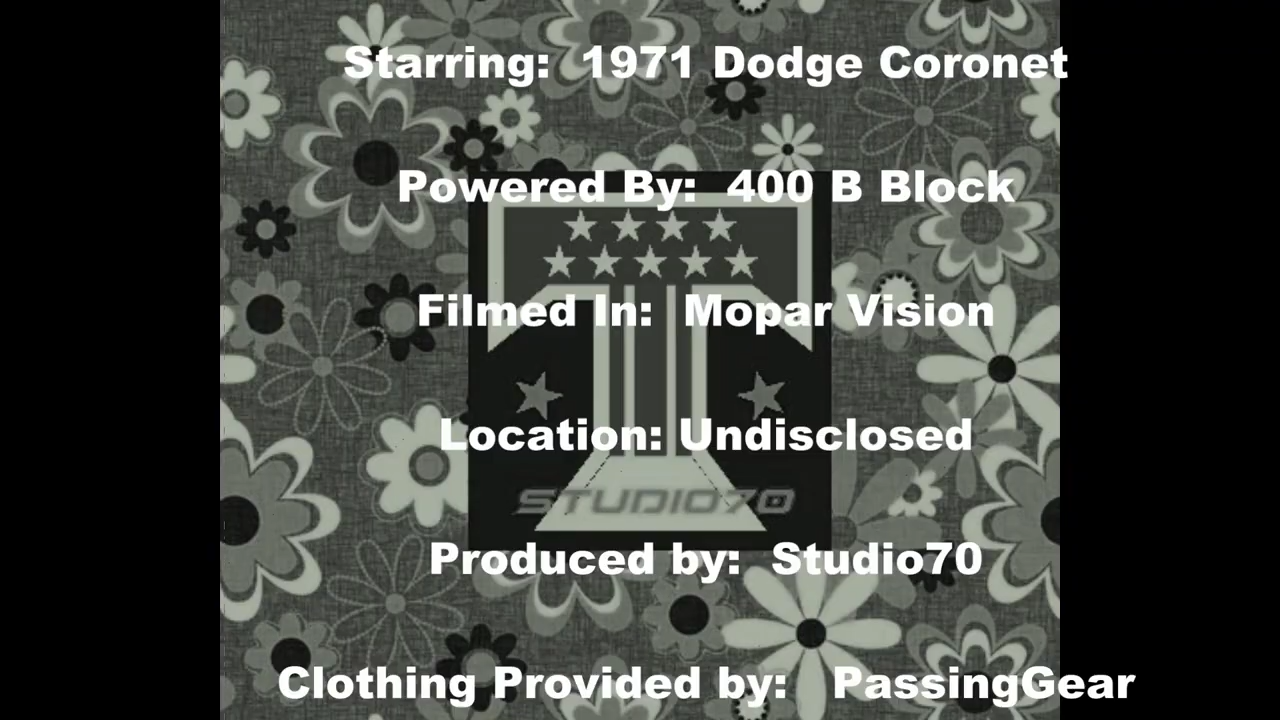 Starring: 1971 Dodge Coronet
Powered By: 400 B Block
Filmed In: Mopar Vision
Location: Undisclosed
STUDIO70
Produced by: Studio70
Clothing Provided by: PassingGear